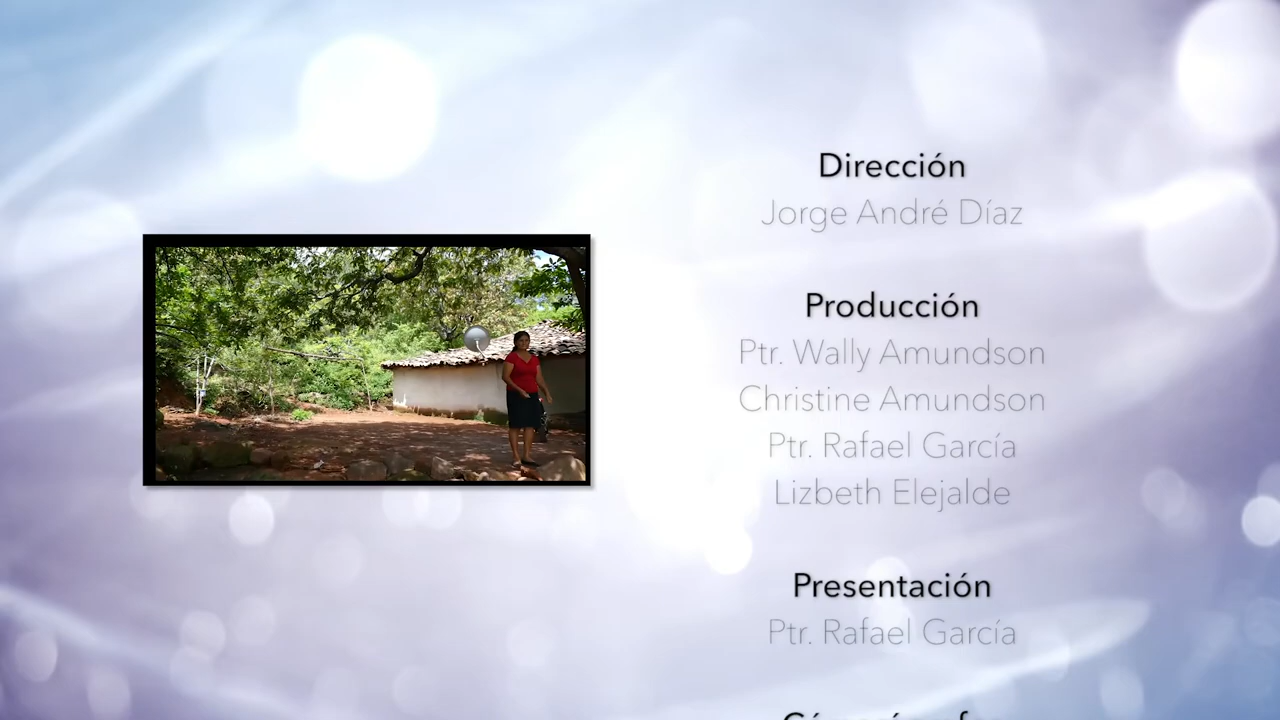 Dirección
Jorge André Díaz
Producción
Ptr. Wally Amundson
Christine Amundson
Ptr. Rafael García
Lizbeth Elejalde
Presentación
Ptr. Rafael García